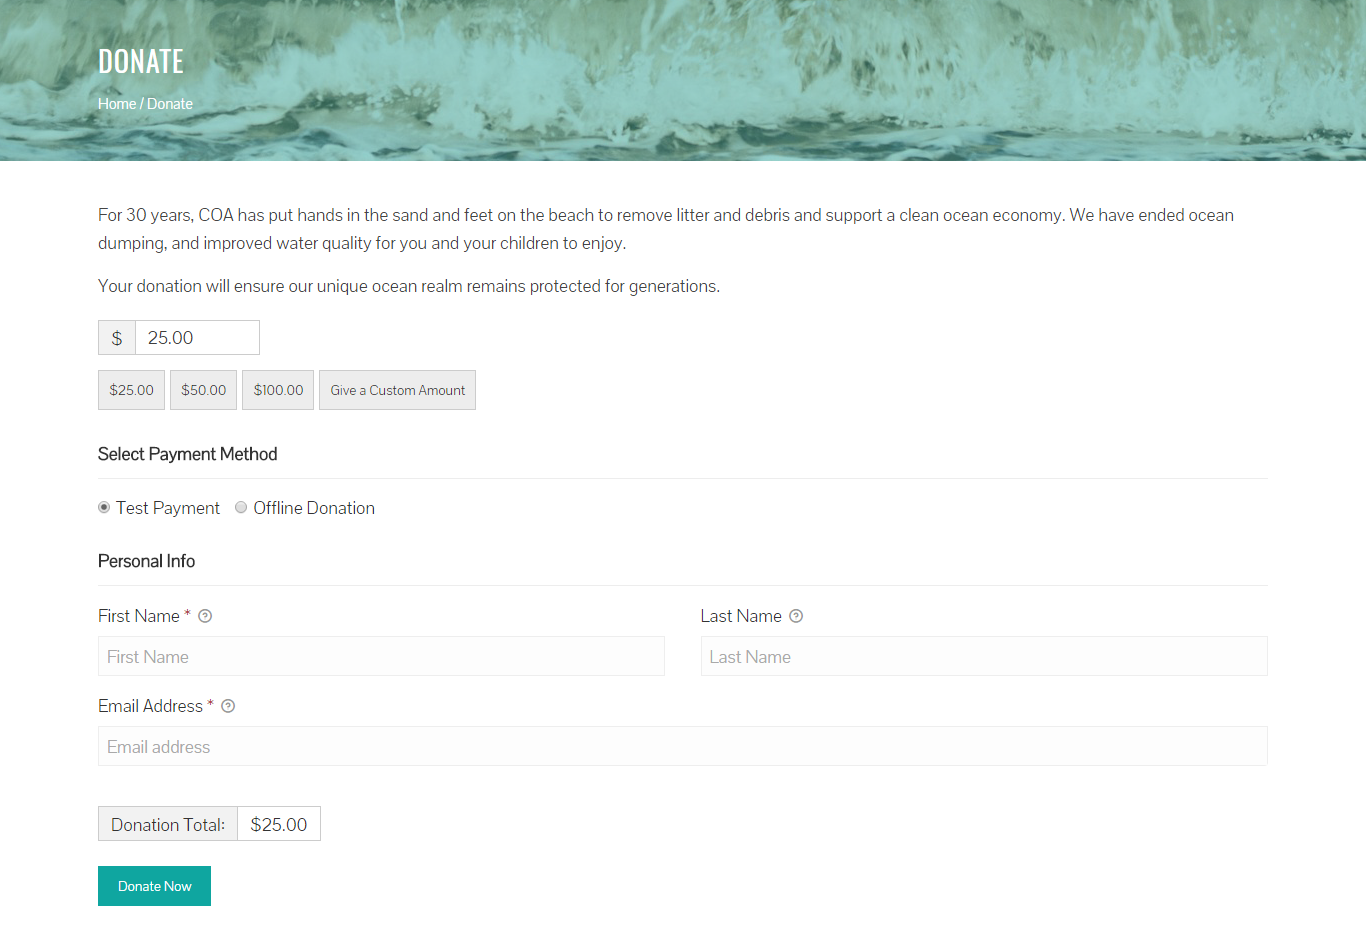 DONATE
Home / Donate
For 30 years, COA has put hands in the sand and feet on the beach to remove litter and debris and support a clean ocean economy. We have ended ocean
dumping, and improved water quality for you and your children to enjoy.
Your donation will ensure our unique ocean realm remains protected for generations.
$ 25.00
$25.00 $50.00 $100.00 Give a Custom Amount
Select Payment Method
Test Payment Offline Donation
Personal Info
First Name * ? Last Name ?
First Name Last Name
Email Address * ?
Email address
Donation Total: $25.00
Donate Now